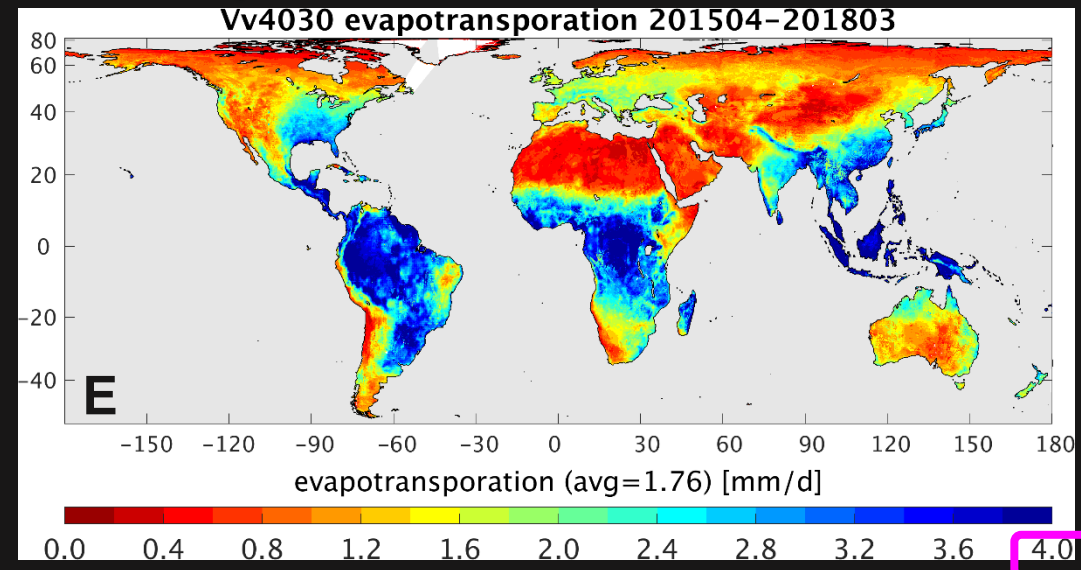 Vv4030 evapotransporation 201504-201803
80
60
40
20
0
-20
-40
E
-150 -120 -90 -60 -30 0 30 60 90 120 150 180
evapotransporation (avg=1.76) [mm/d]
0.0 0.4 0.8 1.2 1.6 2.0 2.4 2.8 3.2 3.6 4.0